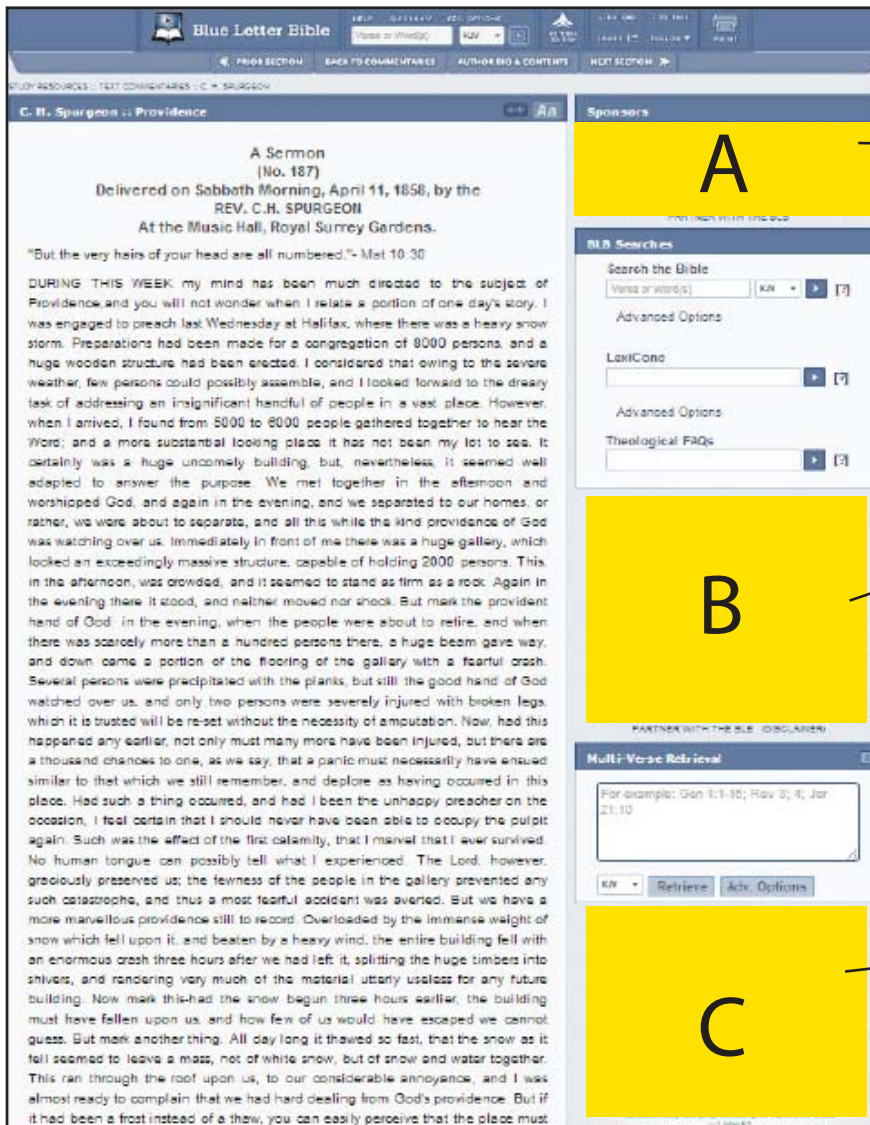 Blue Letter Bible
Verse or Word(s)
KJV
PRIOR SECTION
BACK TO COMMENTARIES
AUTHOR BIO & CONTENTS
NEXT SECTION
STUDY RESOURCES :: TEXT COMMENTARIES :: C. H. SPURGEON
C. H. Spurgeon :: Providence
Aa
A Sermon
(No. 187)
Delivered on Sabbath Morning, April 11, 1858, by the
REV. C.H. SPURGEON
At the Music Hall, Royal Surrey Gardens.
"But the very hairs of your head are all numbered."- Mat 10:30
DURING THIS WEEK my mind has been much directed to the subject of
Providence,and you will not wonder when I relate a portion of one day's story. I
was engaged to preach last Wednesday at Halifax, where there was a heavy snow
storm. Preparations had been made for a congregation of 8000 persons, and a
huge wooden structure had been erected. I considered that owing to the severe
weather, few persons could possibly assemble, and I looked forward to the dreary
task of addressing an insignificant handful of people in a vast place. However,
when I arrived, I found from 5000 to 6000 people gathered together to hear the
Word; and a more substantial looking place it has not been my lot to see. It
certainly was a huge uncomely building, but, nevertheless, it seemed well
adapted to answer the purpose. We met together in the afternoon and
worshipped God, and again in the evening, and we separated to our homes, or
rather, we were about to separate, and all this while the kind providence of God
was watching over us. Immediately in front of me there was a huge gallery, which
looked an exceedingly massive structure, capable of holding 2000 persons. This,
in the afternoon, was crowded, and it seemed to stand as firm as a rock. Again in
the evening there it stood, and neither moved nor shook. But mark the provident
hand of God: in the evening, when the people were about to retire, and when
there was scarcely more than a hundred persons there, a huge beam gave way,
and down came a portion of the flooring of the gallery with a fearful crash.
Several persons were precipitated with the planks, but still the good hand of God
watched over us, and only two persons were severely injured with broken legs,
which it is trusted will be re-set without the necessity of amputation. Now, had this
happened any earlier, not only must many more have been injured, but there are
a thousand chances to one, as we say, that a panic must necessarily have ensued
similar to that which we still remember, and deplore as having occurred in this
place. Had such a thing occurred, and had I been the unhappy preacher on the
occasion, I feel certain that I should never have been able to occupy the pulpit
again. Such was the effect of the first calamity, that I marvel that I ever survived.
No human tongue can possibly tell what I experienced. The Lord, however,
graciously preserved us; the fewness of the people in the gallery prevented any
such catastrophe, and thus a most fearful accident was averted. But we have a
more marvellous providence still to record. Overloaded by the immense weight of
snow which fell upon it, and beaten by a heavy wind, the entire building fell with
an enormous crash three hours after we had left it, splitting the huge timbers into
shivers, and rendering very much of the material utterly useless for any future
building. Now mark this-had the snow begun three hours earlier, the building
must have fallen upon us, and how few of us would have escaped we cannot
guess. But mark another thing. All day long it thawed so fast, that the snow as it
fell seemed to leave a mass, not of white snow, but of snow and water together.
This ran through the roof upon us, to our considerable annoyance, and I was
almost ready to complain that we had hard dealing from God's providence. But if
it had been a frost instead of a thaw, you can easily perceive that the place must
Sponsors
A
PARTNER WITH THE BLB
BLB Searches
Search the Bible
Verse or Word(s)
KJV
[?]
Advanced Options
LexiConc
[?]
Advanced Options
Theological FAQs
[?]
B
PARTNER WITH THE BLB (DISCLAIMER)
Multi-Verse Retrieval
For example: Gen 1:1-16; Rev 3; 4; Jer
21:10
KJV
Retrieve
Adv. Options
C